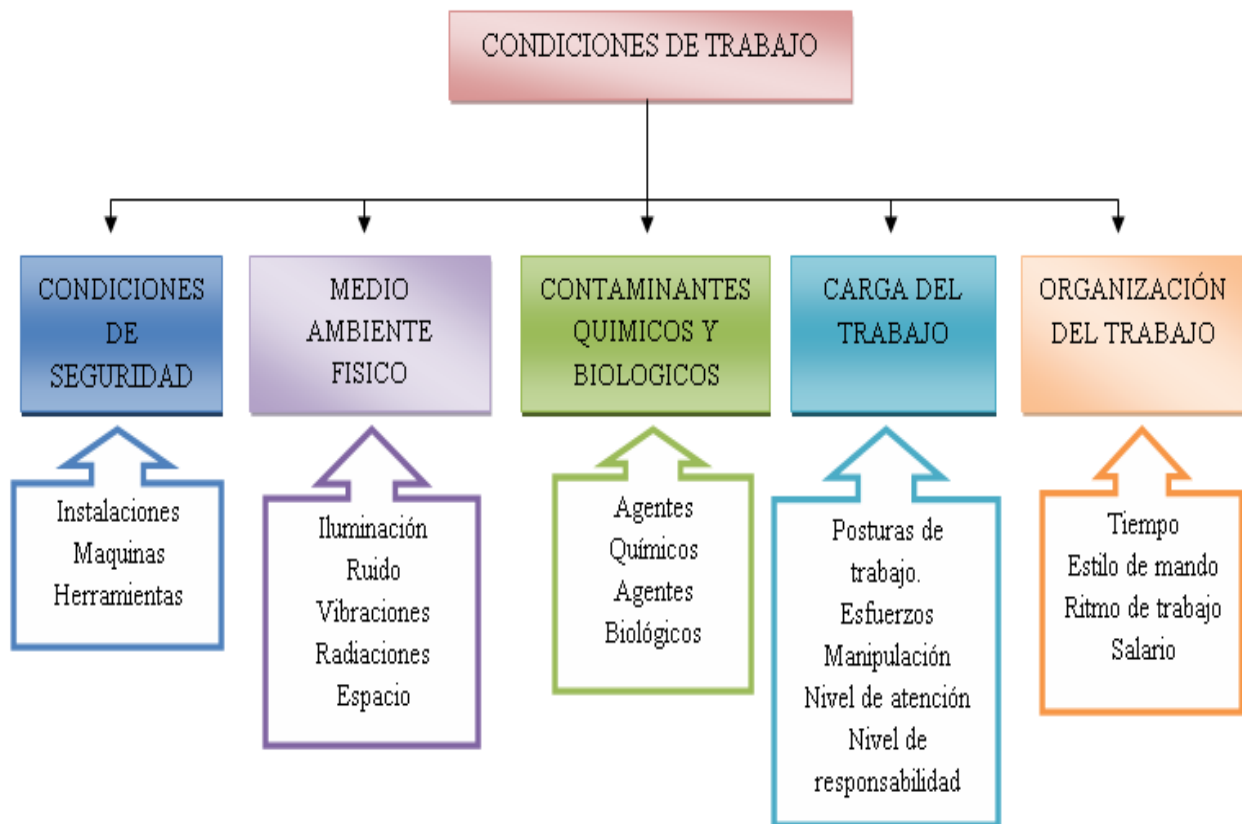 CONDICIONES DE TRABAJO
CONDICIONES
DE
SEGURIDAD
MEDIO
AMBIENTE
FISICO
CONTAMINANTES
QUIMICOS Y
BIOLOGICOS
CARGA DEL
TRABAJO
ORGANIZACIÓN
DEL TRABAJO
Instalaciones
Maquinas
Herramientas
Iluminación
Ruido
Vibraciones
Radiaciones
Espacio
Agentes
Químicos
Agentes
Biológicos
Posturas de
trabajo.
Esfuerzos
Manipulación
Nivel de atención
Nivel de
responsabilidad
Tiempo
Estilo de mando
Ritmo de trabajo
Salario